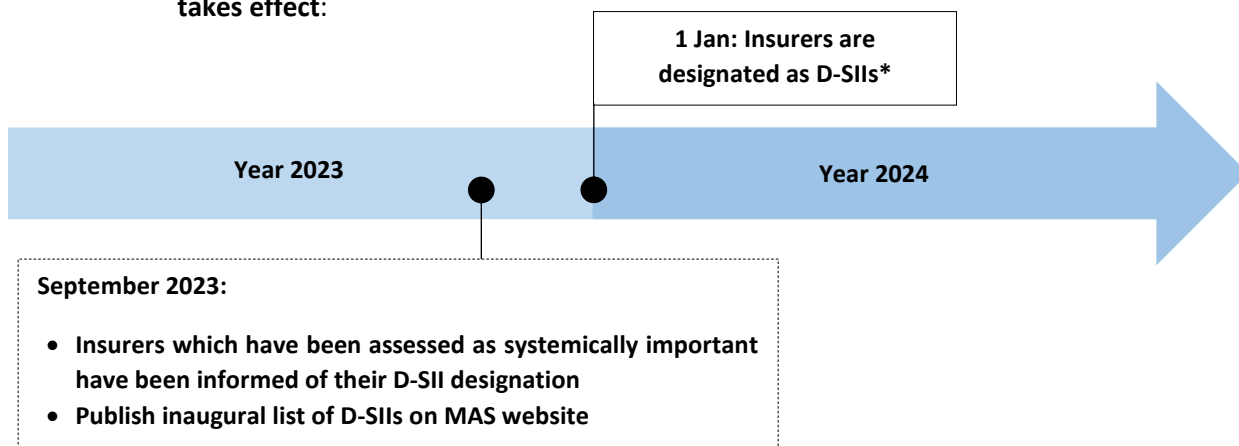 takes effect:
1 Jan: Insurers are
designated as D-SIIs*
Year 2023
Year 2024
September 2023:
• Insurers which have been assessed as systemically important
have been informed of their D-SII designation
• Publish inaugural list of D-SIIs on MAS website